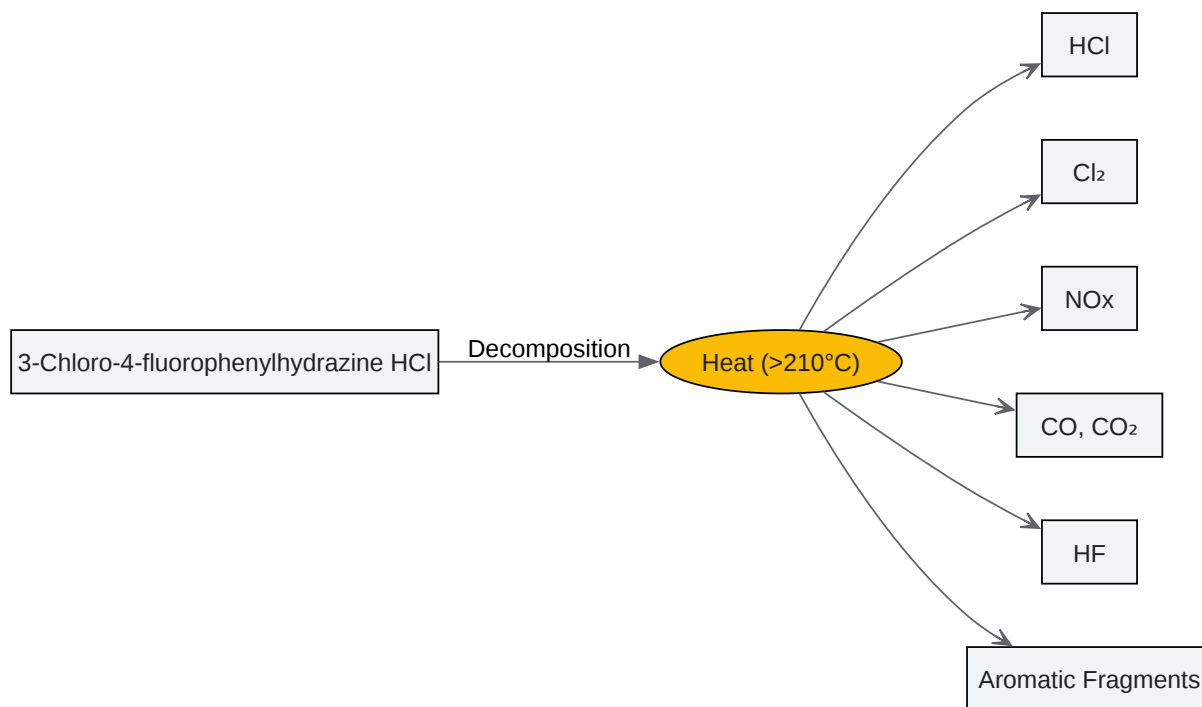 HCl
Cl₂
NOx
3-Chloro-4-fluorophenylhydrazine HCl
Decomposition
Heat (>210°C)
CO, CO₂
HF
Aromatic Fragments